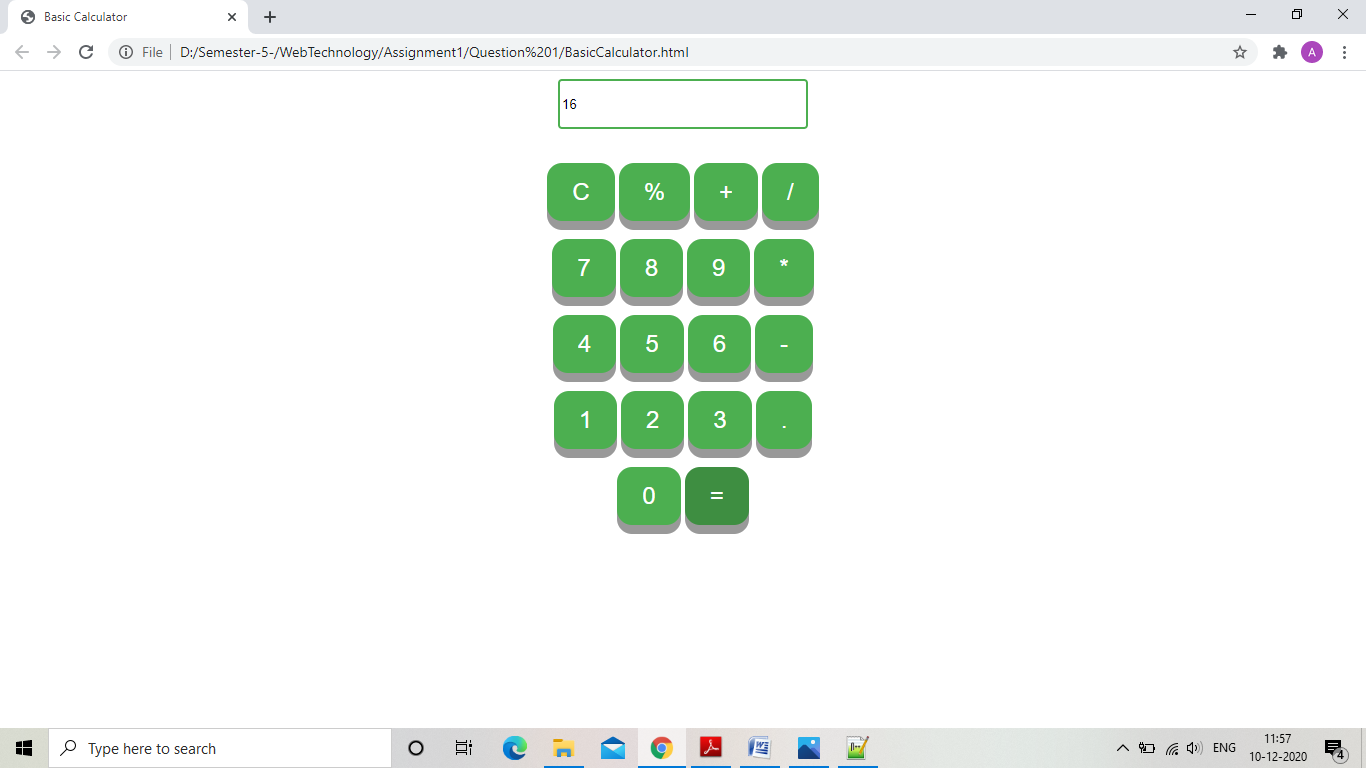 Basic Calculator
File D:/Semester-5-/WebTechnology/Assignment1/Question%201/BasicCalculator.html
A
16
C % + /
7 8 9 *
4 5 6 -
1 2 3 .
0 =
Type here to search
ENG
11:57
10-12-2020
4